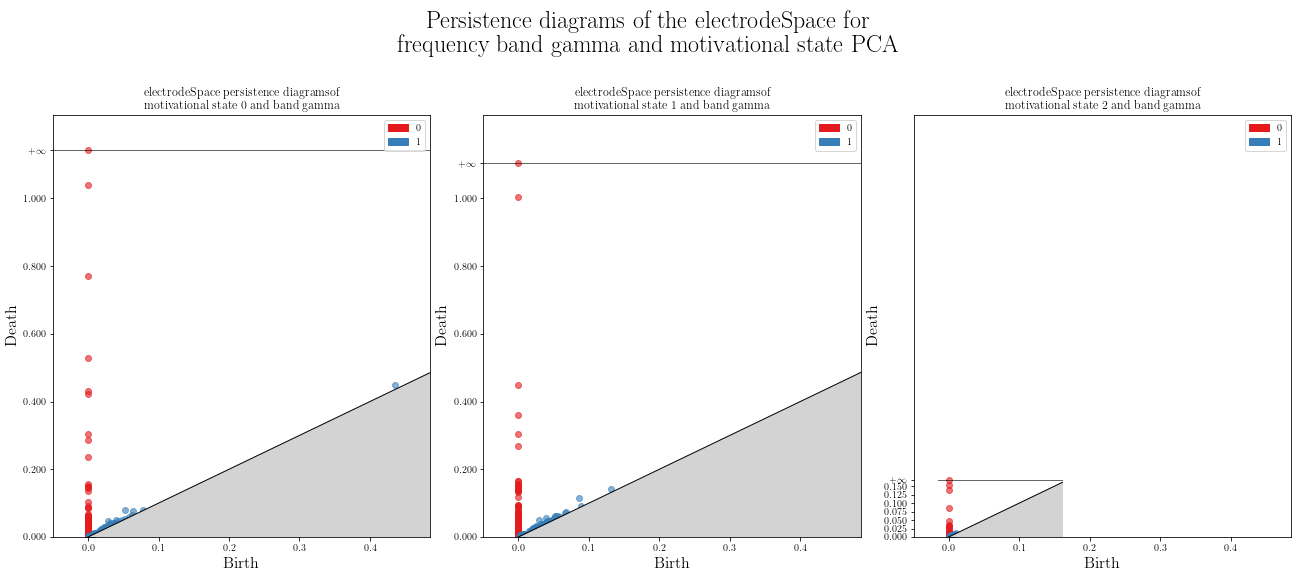 Persistence diagrams of the electrodeSpace for
frequency band gamma and motivational state PCA
electrodeSpace persistence diagramsof
motivational state 0 and band gamma
0
1
+∞
1.000
0.800
0.600
0.400
0.200
0.000
Death
0.0 0.1 0.2 0.3 0.4
Birth
electrodeSpace persistence diagramsof
motivational state 1 and band gamma
0
1
+∞
1.000
0.800
0.600
0.400
0.200
0.000
Death
0.0 0.1 0.2 0.3 0.4
Birth
electrodeSpace persistence diagramsof
motivational state 2 and band gamma
0
1
+∞
0.150
0.125
0.100
0.075
0.050
0.025
0.000
Death
0.0 0.1 0.2 0.3 0.4
Birth